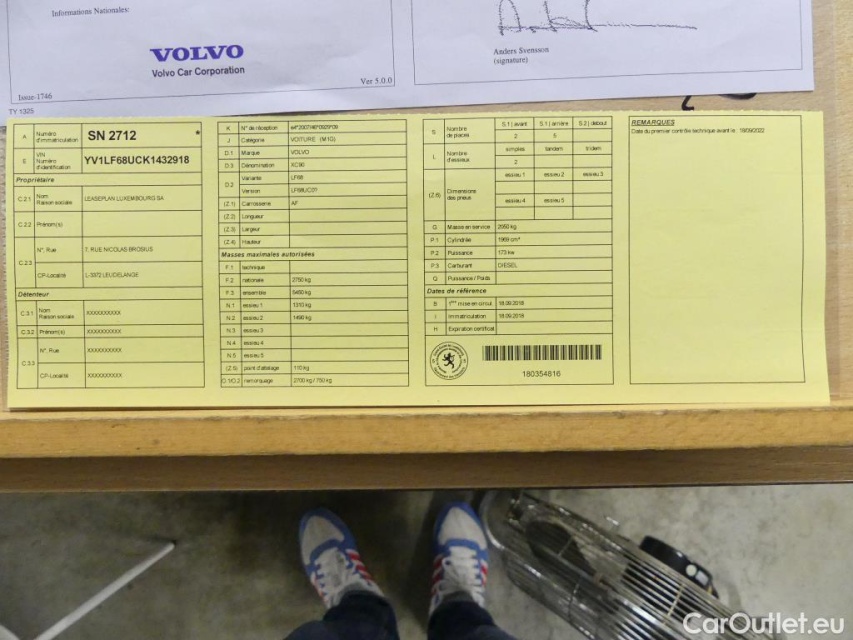 Informations Nationales:
VOLVO
Volvo Car Corporation
Issue-1746
Ver 5.0.0
Anders Svensson
(signature)
TY 1325
A Numéro d'immatriculation SN 2712 *
E VIN Numéro d'identification YV1LF68UCK1432918
Propriétaire
C.2.1 Nom Raison sociale LEASEPLAN LUXEMBOURG SA
C.2.2 Prénom(s)
C.2.3 N°, Rue 7, RUE NICOLAS BROSIUS
CP-Localité L-3372 LEUDELANGE
Détenteur
C.3.1 Nom Raison sociale XXXXXXXXXX
C.3.2 Prénom(s) XXXXXXXXXX
C.3.3 N°, Rue XXXXXXXXXX
CP-Localité XXXXXXXXXX
K N° de réception
J Catégorie VOITURE (M1G)
D.1 Marque VOLVO
D.3 Dénomination XC90
D.2 Variante LF68
Version
(Z.1) Carrosserie AF
(Z.2) Longueur
(Z.3) Largeur
(Z.4) Hauteur
Masses maximales autorisées
F.1 technique
F.2 nationale 2750 kg
F.3 ensemble 5450 kg
N.1 essieu 1 1310 kg
N.2 essieu 2 1490 kg
N.3 essieu 3
N.4 essieu 4
N.5 essieu 5
(Z.5) point d'attelage 110 kg
O.1/O.2 remorquage 2700 kg / 750 kg
S Nombre de places S.1 | avant S.1 | arrière S.2 | debout
2 5
L Nombre d'essieux simples tandem tridem
2
(Z.6) Dimensions des pneus essieu 1 essieu 2 essieu 3
essieu 4 essieu 5
G Masse en service 2050 kg
P.1 Cylindrée 1969 cm³
P.2 Puissance 173 kw
P.3 Carburant DIESEL
Q Puissance / Poids
Dates de référence
B 1ère mise en circul. 18.09.2018
I Immatriculation 18.09.2018
H Expiration certificat
180354816
REMARQUES
Date du premier contrôle technique avant le : 18/09/2022
CarOutlet.eu